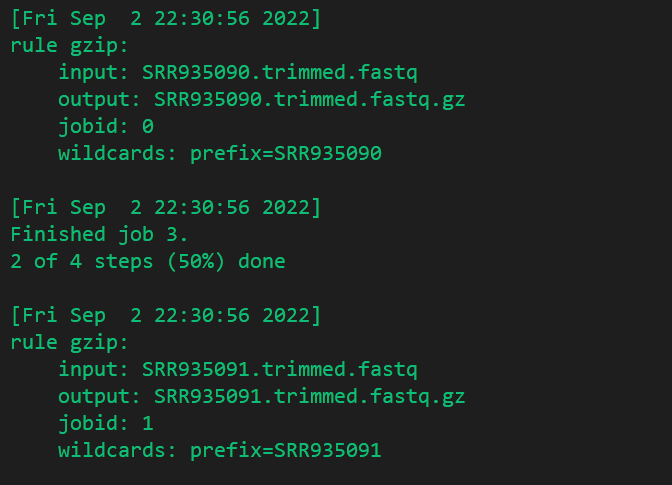 [Fri Sep  2 22:30:56 2022]
rule gzip:
    input: SRR935090.trimmed.fastq
    output: SRR935090.trimmed.fastq.gz
    jobid: 0
    wildcards: prefix=SRR935090

[Fri Sep  2 22:30:56 2022]
Finished job 3.
2 of 4 steps (50%) done

[Fri Sep  2 22:30:56 2022]
rule gzip:
    input: SRR935091.trimmed.fastq
    output: SRR935091.trimmed.fastq.gz
    jobid: 1
    wildcards: prefix=SRR935091